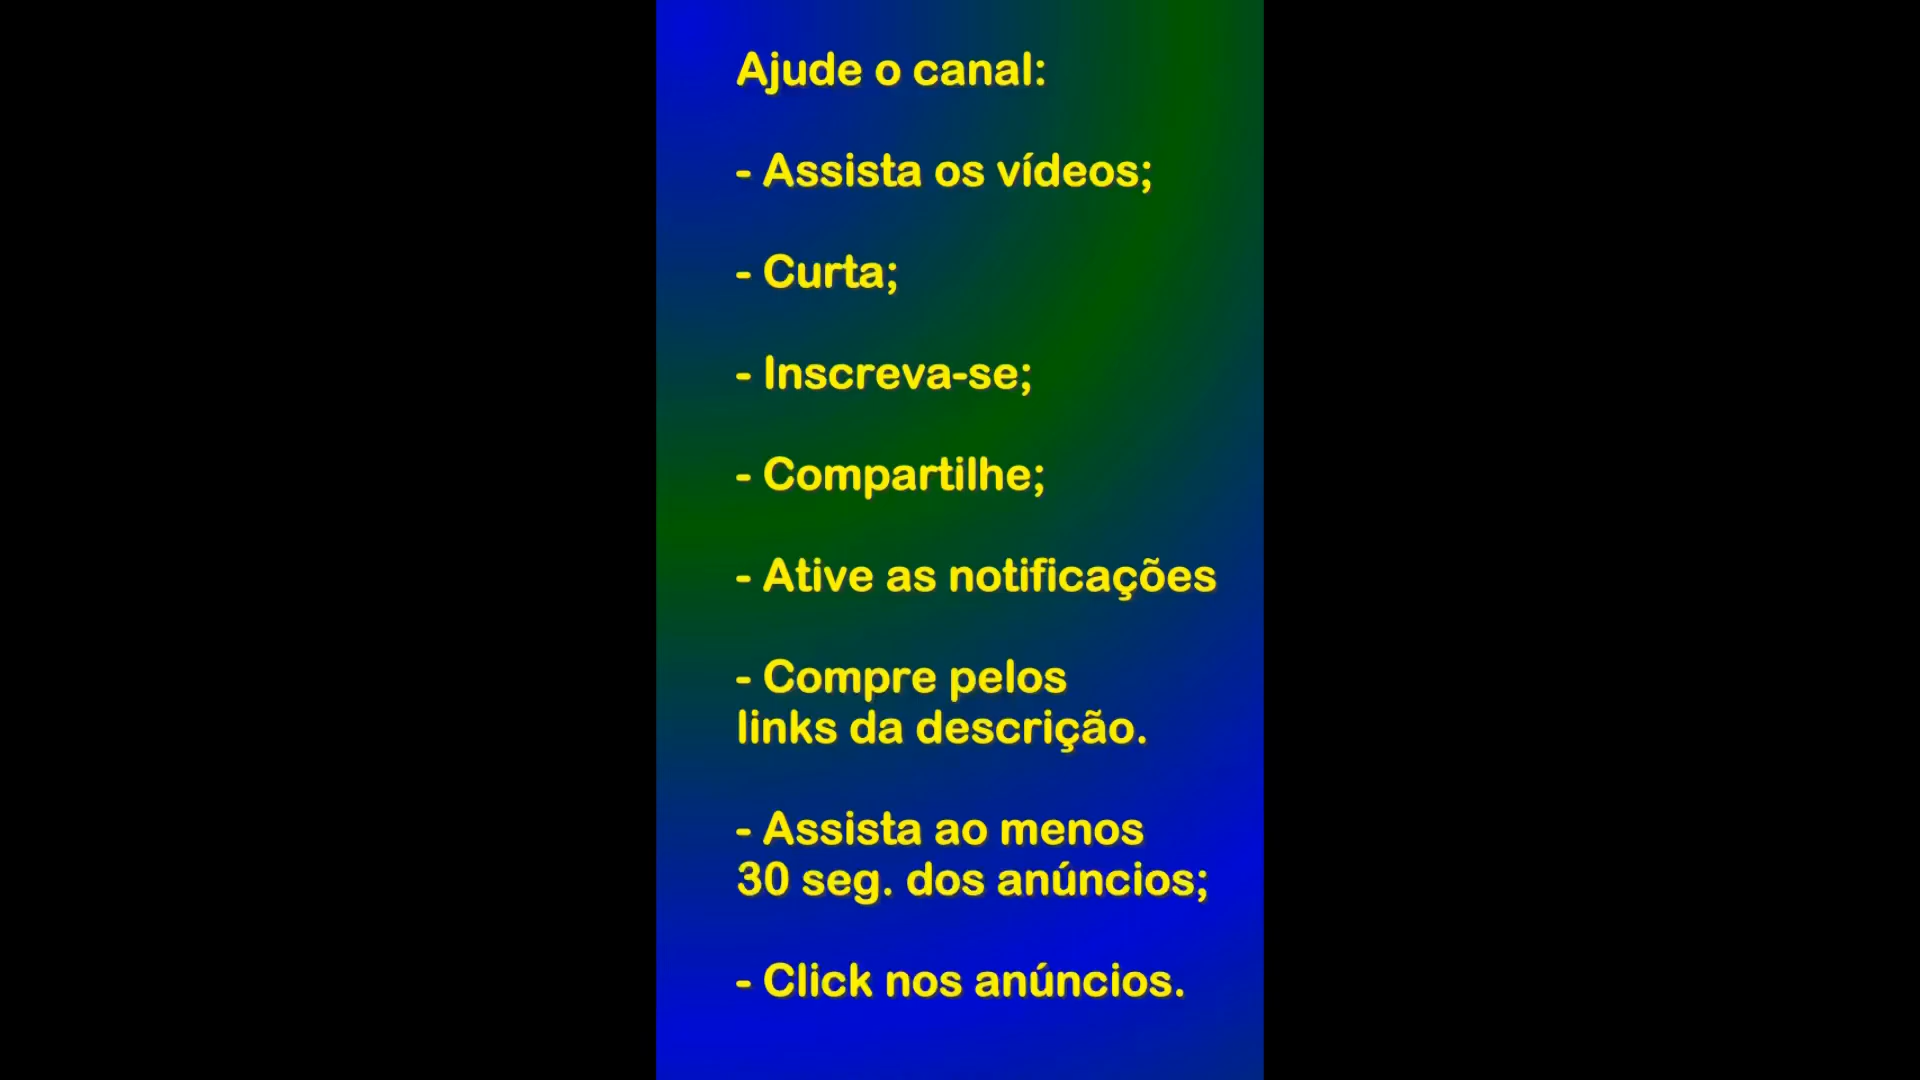 Ajude o canal:
- Assista os vídeos;
- Curta;
- Inscreva-se;
- Compartilhe;
- Ative as notificações
- Compre pelos
links da descrição.
- Assista ao menos
30 seg. dos anúncios;
- Click nos anúncios.